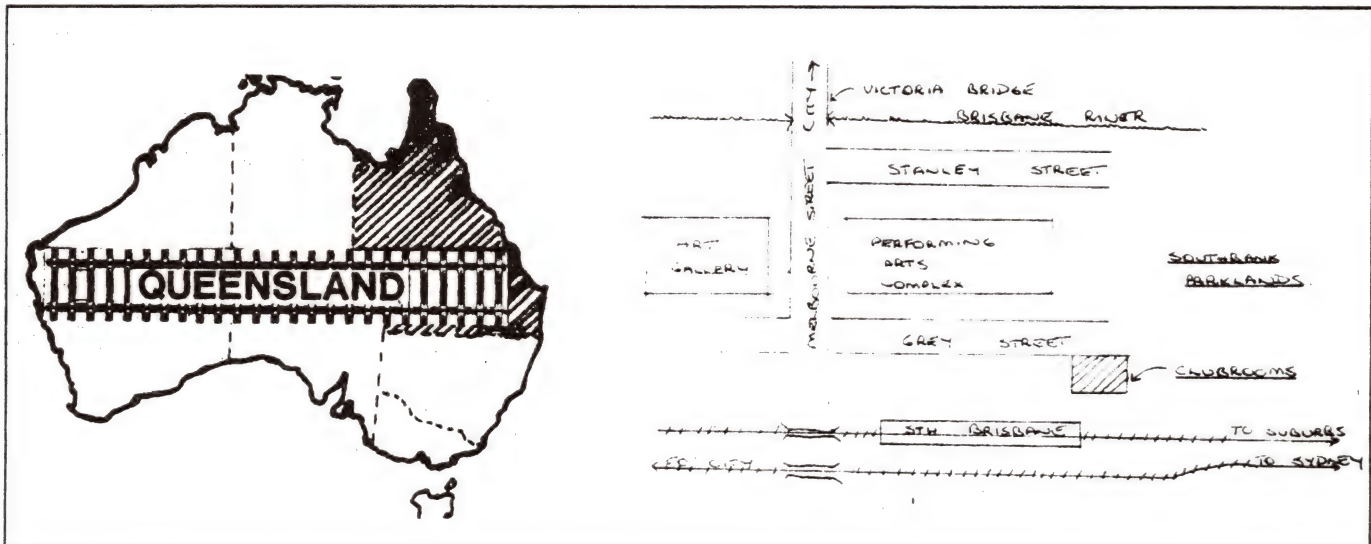 QUEENSLAND
CITY
VICTORIA BRIDGE
BRISBANE RIVER
STANLEY STREET
MELBOURNE STREET
ART
GALLERY
PERFORMING
ARTS
COMPLEX
SOUTHBANK
PARKLANDS
GREY STREET
CLUBROOMS
STH BRISBANE
TO SUBURBS
CITY
TO SYDNEY